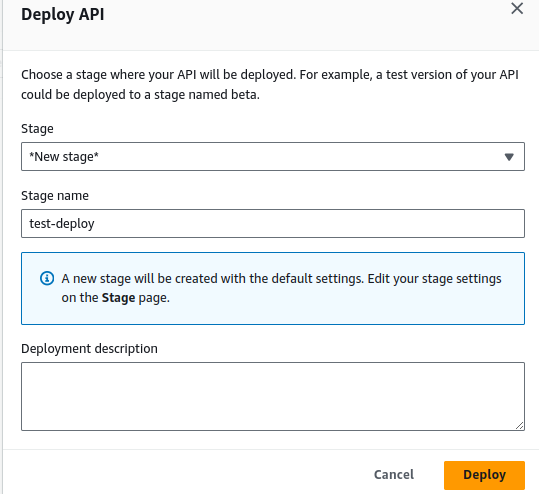 Deploy API
Choose a stage where your API will be deployed. For example, a test version of your API
could be deployed to a stage named beta.
Stage
*New stage*
Stage name
test-deploy
A new stage will be created with the default settings. Edit your stage settings
on the Stage page.
Deployment description
Cancel
Deploy